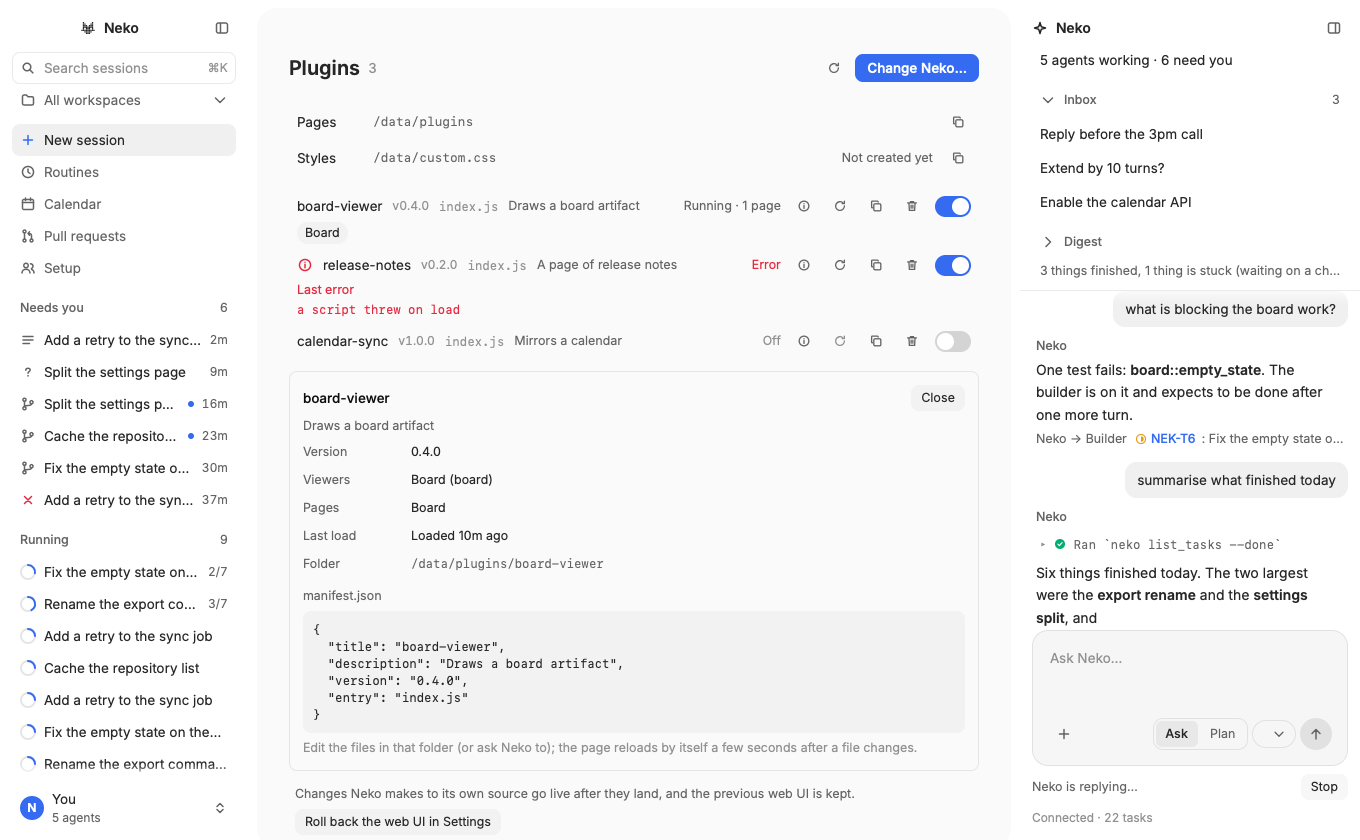 Neko
Search sessions
⌘K
All workspaces
New session
Routines
Calendar
Pull requests
Setup
Needs you 6
Add a retry to the sync... 2m
Split the settings page 9m
Split the settings p... 16m
Cache the reposito... 23m
Fix the empty state o... 30m
Add a retry to the syn... 37m
Running 9
Fix the empty state on... 2/7
Rename the export co... 3/7
Add a retry to the sync job
Cache the repository list
Add a retry to the sync job
Fix the empty state on the...
Rename the export comma...
N
You
5 agents
Plugins 3
Change Neko...
Pages /data/plugins
Styles /data/custom.css Not created yet
board-viewer v0.4.0 index.js Draws a board artifact Running · 1 page
Board
release-notes v0.2.0 index.js A page of release notes Error
Last error
a script threw on load
calendar-sync v1.0.0 index.js Mirrors a calendar Off
board-viewer Close
Draws a board artifact
Version 0.4.0
Viewers Board (board)
Pages Board
Last load Loaded 10m ago
Folder /data/plugins/board-viewer
manifest.json
{
"title": "board-viewer",
"description": "Draws a board artifact",
"version": "0.4.0",
"entry": "index.js"
}
Edit the files in that folder (or ask Neko to); the page reloads by itself a few seconds after a file changes.
Changes Neko makes to its own source go live after they land, and the previous web UI is kept.
Roll back the web UI in Settings
Neko
5 agents working · 6 need you
Inbox 3
Reply before the 3pm call
Extend by 10 turns?
Enable the calendar API
Digest
3 things finished, 1 thing is stuck (waiting on a ch...
what is blocking the board work?
Neko
One test fails: board::empty_state. The
builder is on it and expects to be done after
one more turn.
Neko → Builder NEK-T6 : Fix the empty state o...
summarise what finished today
Neko
Ran `neko list_tasks --done`
Six things finished today. The two largest
were the export rename and the settings
split, and
Ask Neko...
Ask Plan
Neko is replying... Stop
Connected · 22 tasks